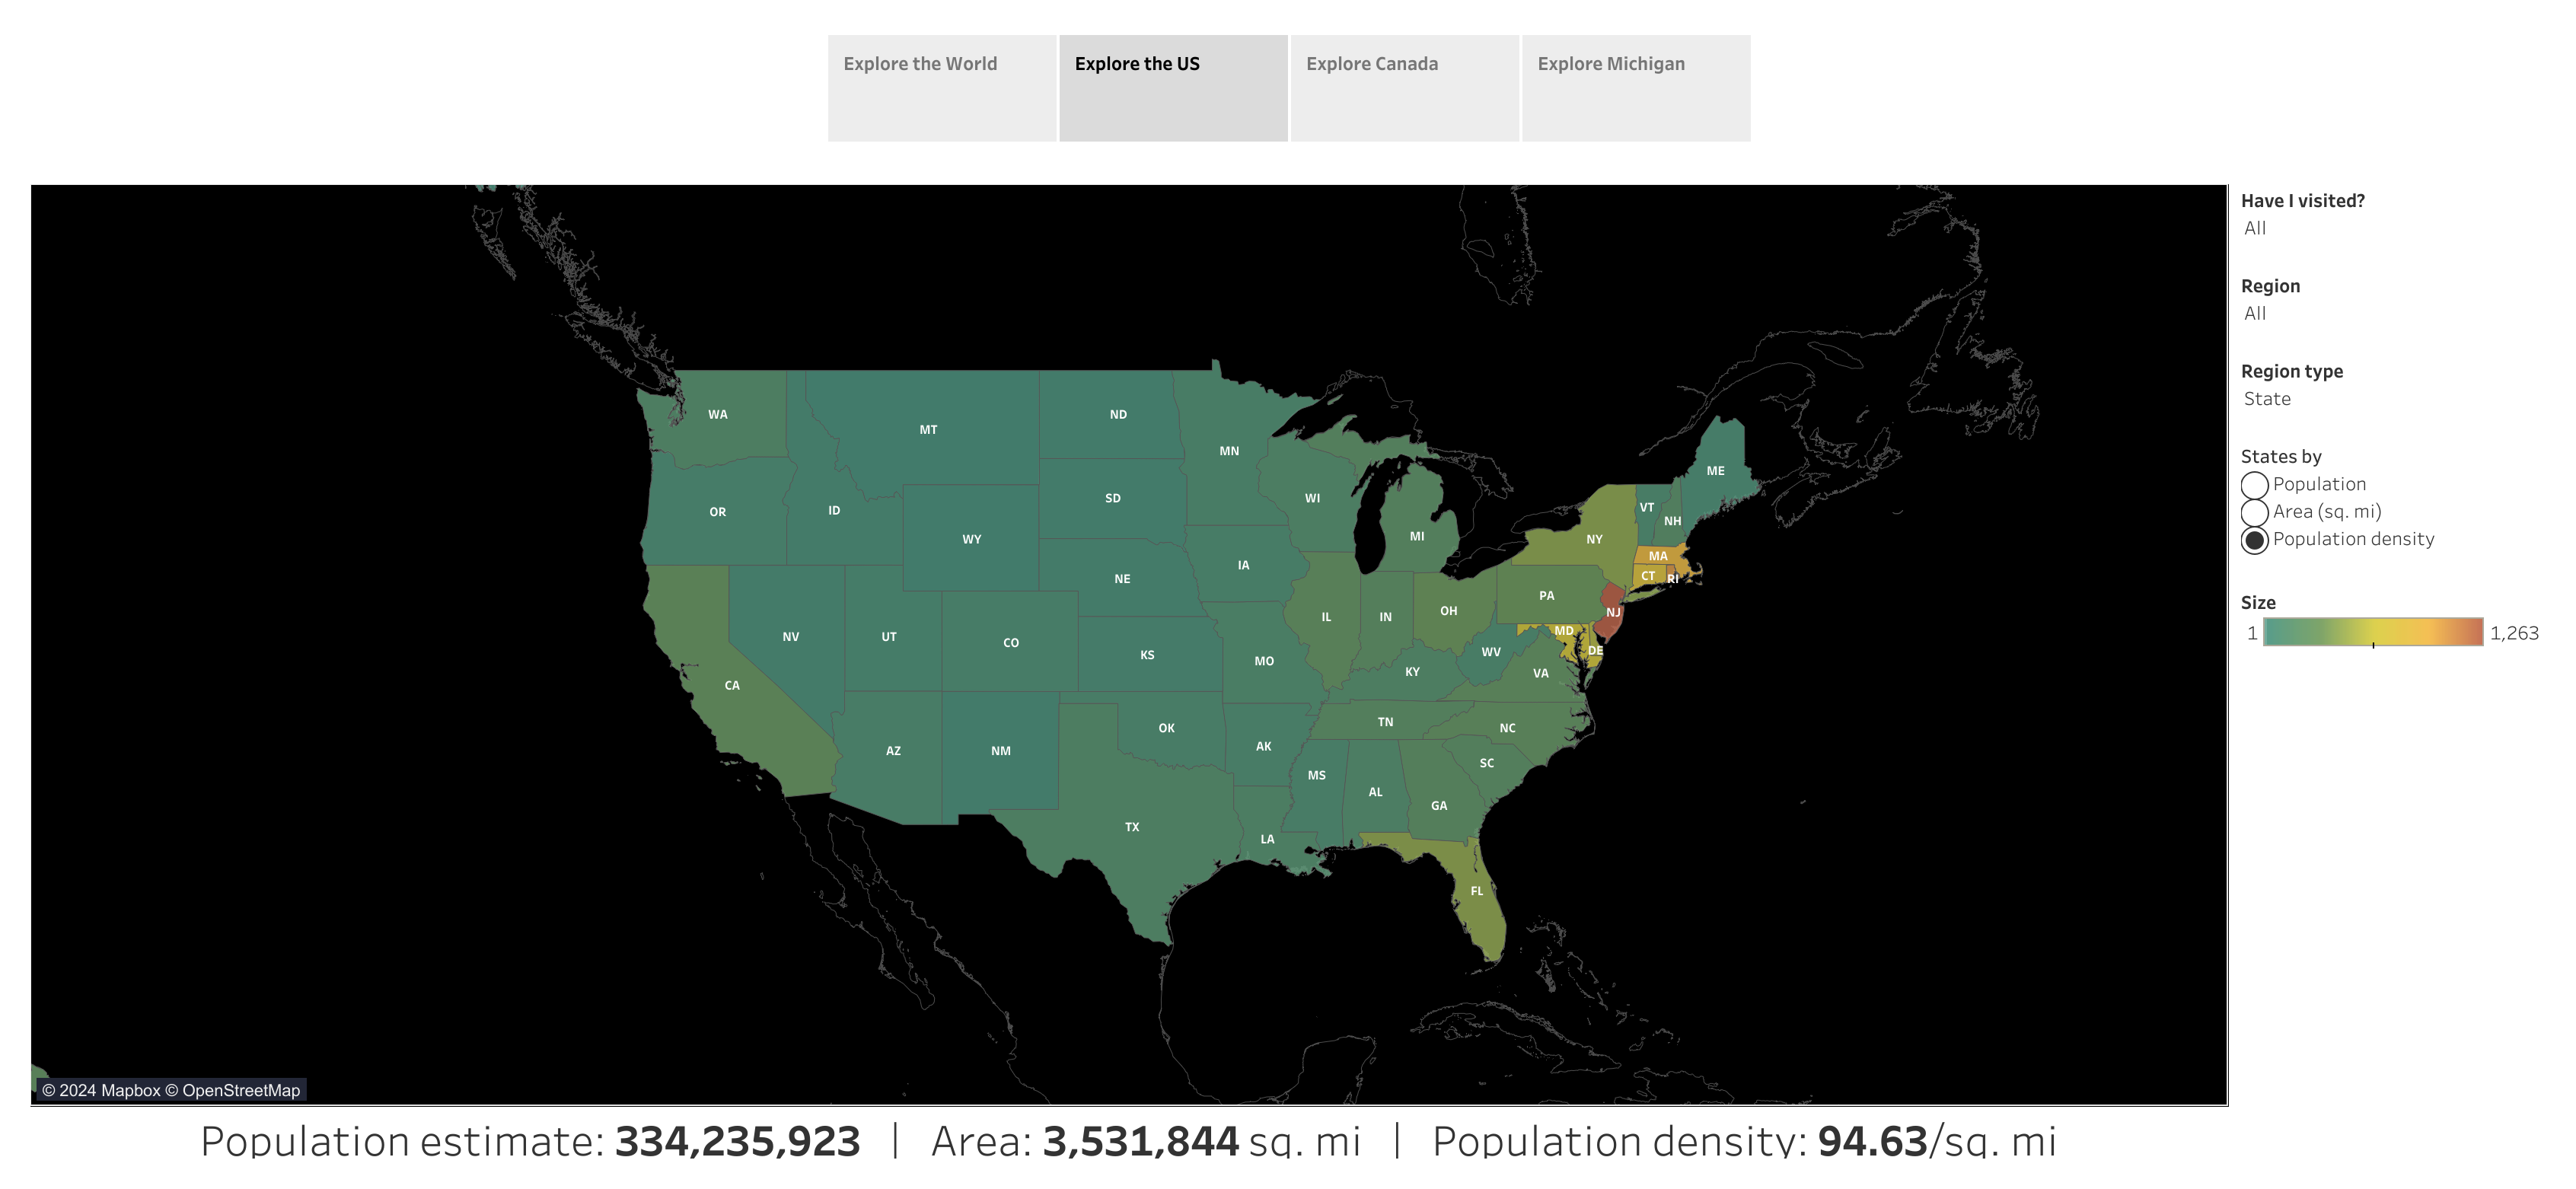 Explore the World
Explore the US
Explore Canada
Explore Michigan
Have I visited?
All
Region
All
Region type
State
States by
Population
Area (sq. mi)
Population density
Size
1
1,263
WA
MT
ND
MN
ME
OR
ID
SD
WI
VT
NH
WY
MI
NY
MA
IA
NE
CT
RI
PA
NV
UT
CO
IL
IN
OH
NJ
MD
KS
MO
WV
DE
CA
KY
VA
OK
TN
NC
AZ
NM
AK
SC
MS
AL
GA
TX
LA
FL
© 2024 Mapbox © OpenStreetMap
Population estimate: 334,235,923 | Area: 3,531,844 sq. mi | Population density: 94.63/sq. mi